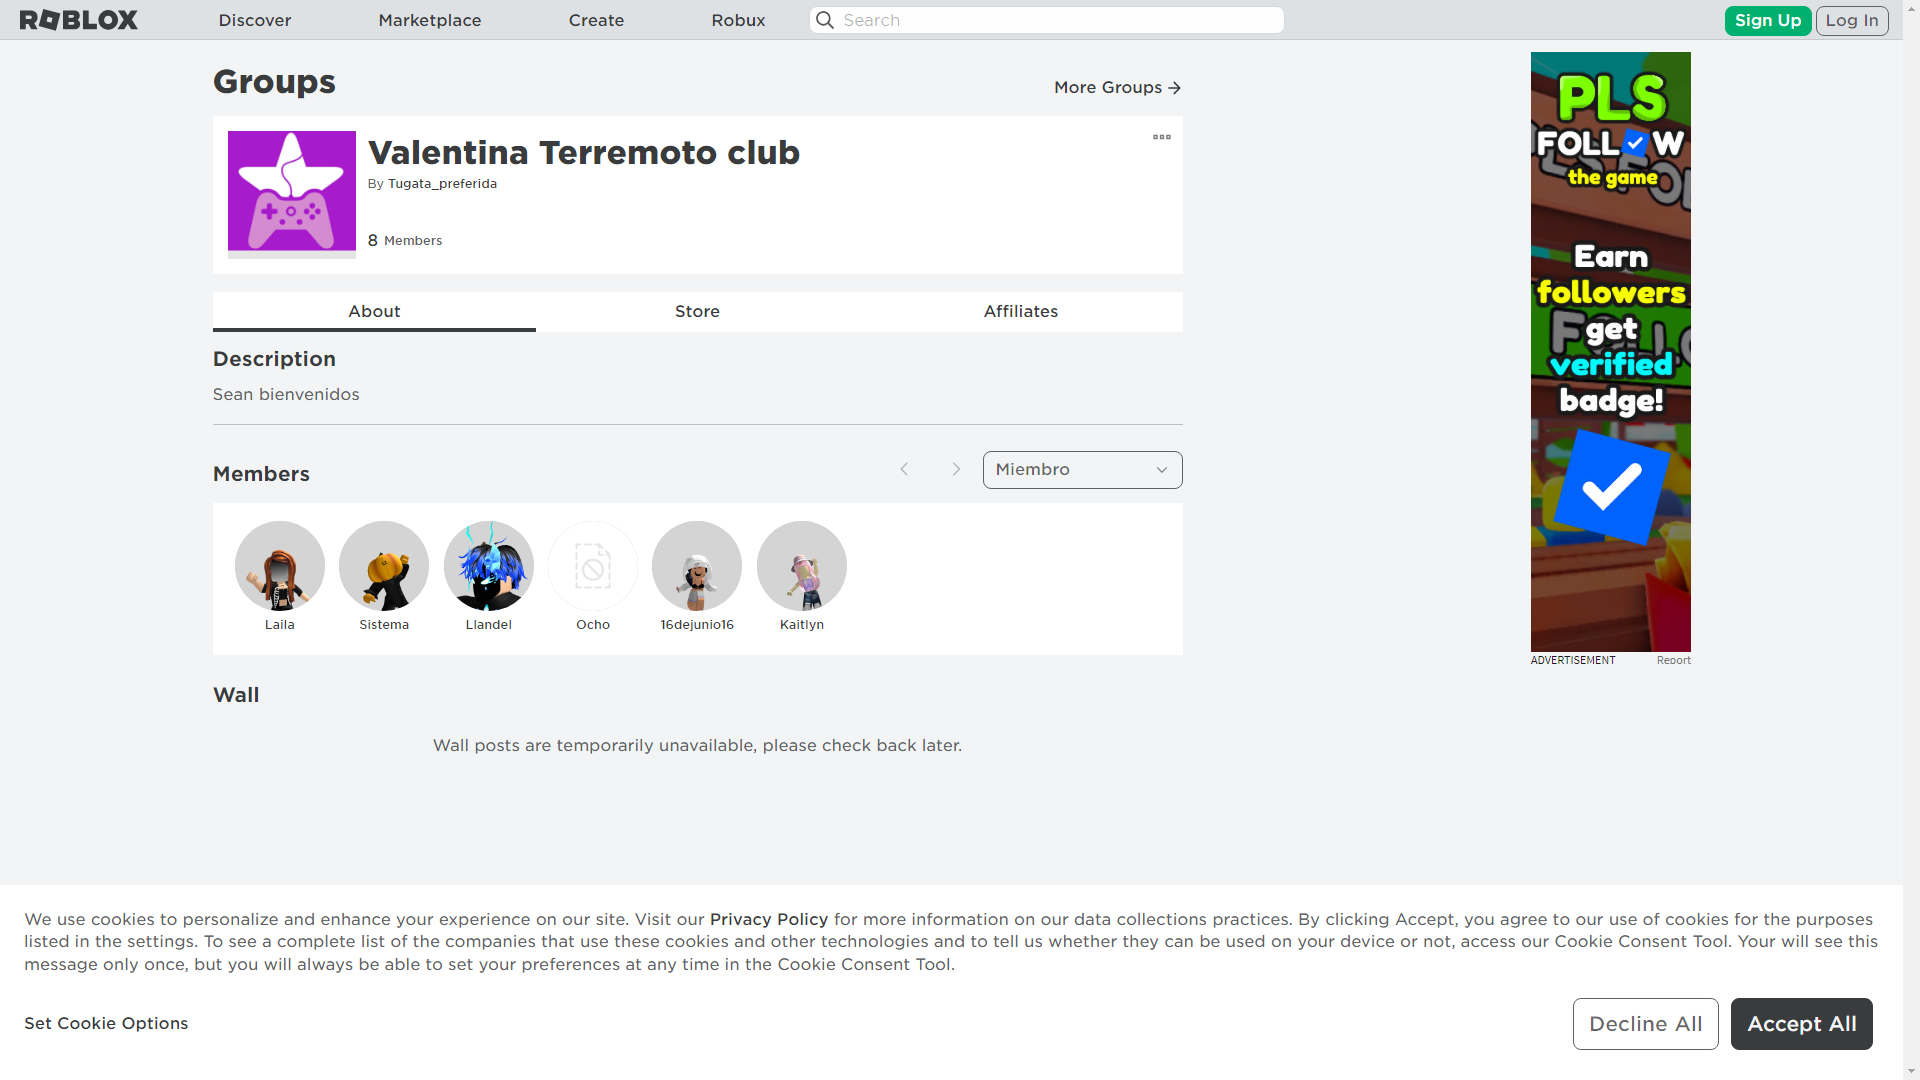 ROBLOX
Discover
Marketplace
Create
Robux
Search
Sign Up
Log In
Groups
More Groups
Valentina Terremoto club
By Tugata_preferida
8 Members
About
Store
Affiliates
Description
Sean bienvenidos
Members
Miembro
Laila
Sistema
Llandel
Ocho
16dejunio16
Kaitlyn
Wall
Wall posts are temporarily unavailable, please check back later.
PLS
FOLLOW
the game
Earn
followers
get
verified
badge!
ADVERTISEMENT
Report
We use cookies to personalize and enhance your experience on our site. Visit our Privacy Policy for more information on our data collections practices. By clicking Accept, you agree to our use of cookies for the purposes
listed in the settings. To see a complete list of the companies that use these cookies and other technologies and to tell us whether they can be used on your device or not, access our Cookie Consent Tool. Your will see this
message only once, but you will always be able to set your preferences at any time in the Cookie Consent Tool.
Set Cookie Options
Decline All
Accept All